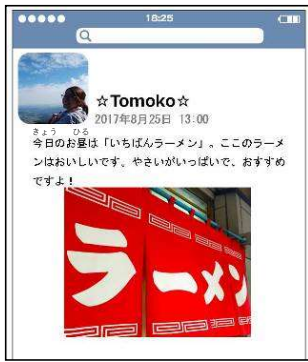 18:25
☆Tomoko☆
2017年8月25日 13:00
きょう ひる
今日のお昼は「いちばんラーメン」。ここのラーメ
ンはおいしいです。やさいがいっぱいで、おすすめ
ですよ！
ラーメン